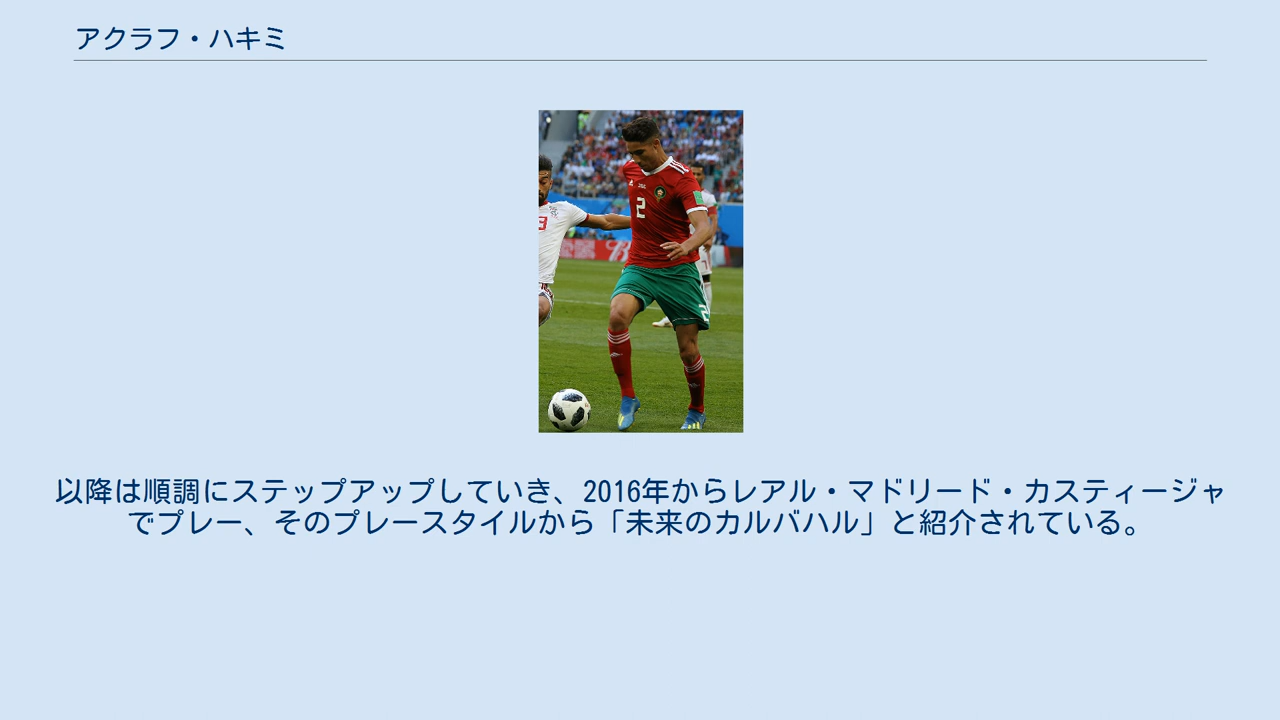 アクラフ・ハキミ
2
3
2
以降は順調にステップアップしていき、2016年からレアル・マドリード・カスティージャ
でプレー、そのプレースタイルから「未来のカルバハル」と紹介されている。